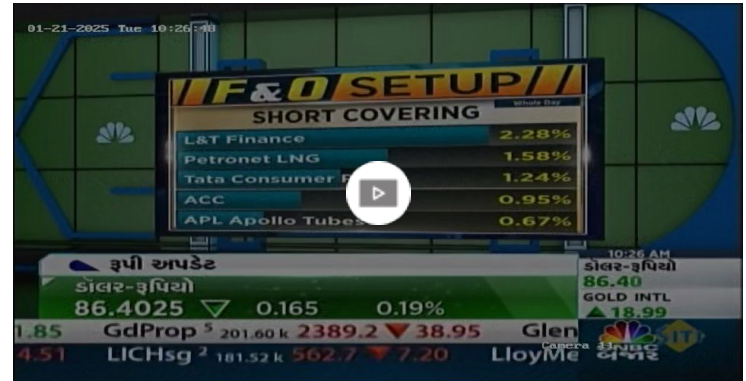 01-21-2025 Tue 10:26:48
F&O SETUP
SHORT COVERING
Whole Day
L&T Finance 2.28%
Petronet LNG 1.58%
Tata Consumer 1.24%
ACC 0.95%
APL Apollo Tubes 0.67%
10:26 AM
રૂપી અપડેટ
ડૉલર-રૂપિયો
86.4025 ▽ 0.165 0.19%
ડૉલર-રૂપિયો
86.40
GOLD INTL
▲ 18.99
1.85 GdProp 5 201.60 k 2389.2 ▼ 38.95 Glen
4.51 LICHsg 2 181.52 k 562.7 ▼ 7.20 LloyMe
બજાર